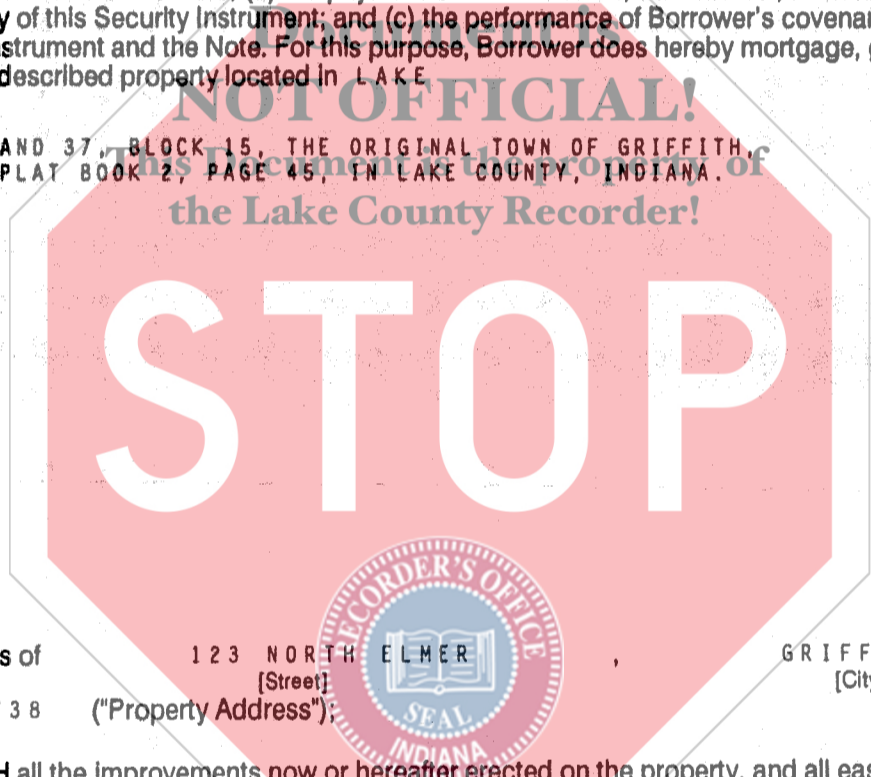 Document is
y of this Security Instrument; and (c) the performance of Borrower's covenan
strument and the Note. For this purpose, Borrower does hereby mortgage, g
described property located in LAKE
NOT OFFICIAL!
AND 37, BLOCK 15, THE ORIGINAL TOWN OF GRIFFITH,
This Document is the property of
PLAT BOOK 2, PAGE 45, IN LAKE COUNTY, INDIANA.
the Lake County Recorder!
STOP
RECORDER'S OFFICE
s of 123 NORTH ELMER , GRIFF
[Street] [City
38 ("Property Address");
SEAL
INDIANA
H all the improvements now or hereafter erected on the property, and all eas